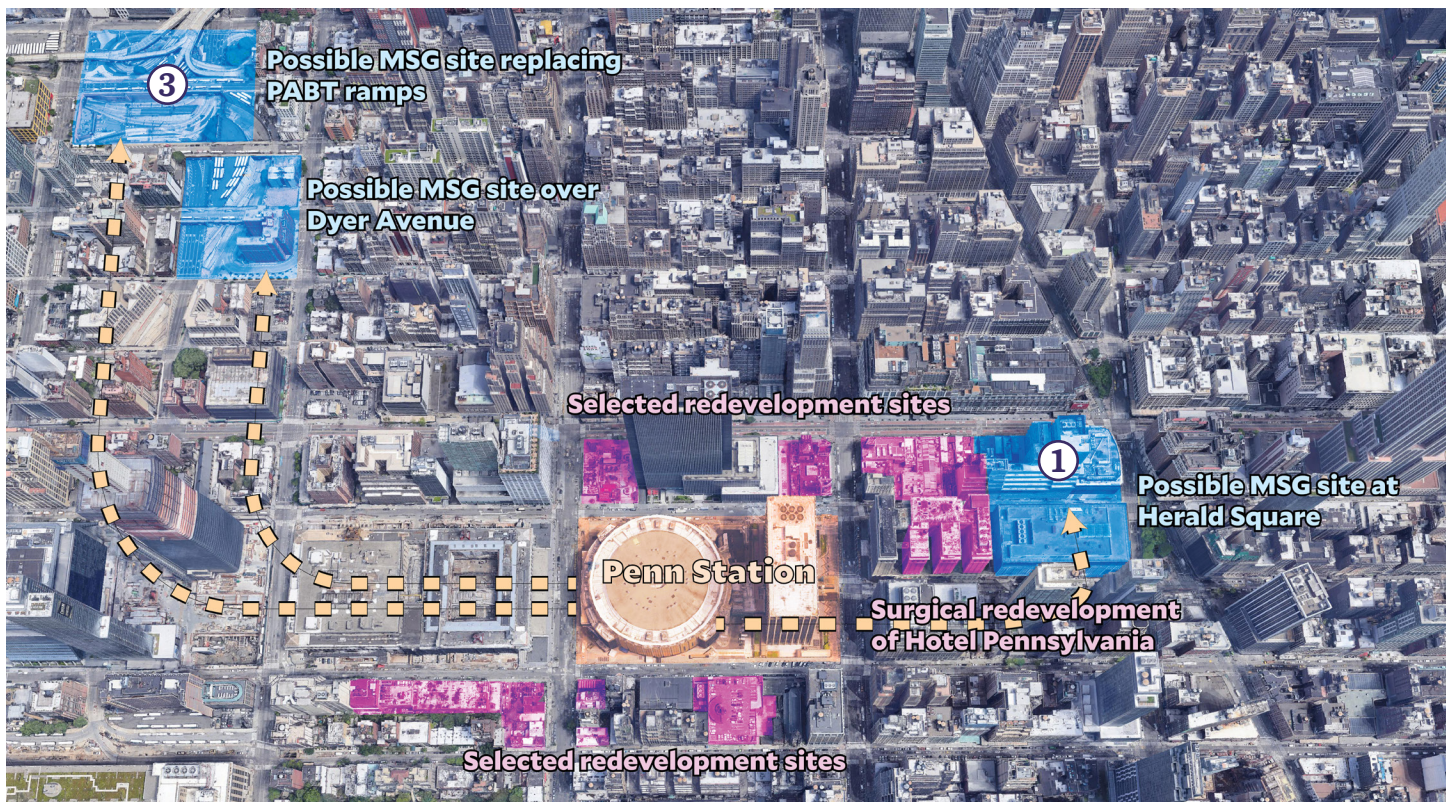 3
Possible MSG site replacing
PABT ramps
Possible MSG site over
Dyer Avenue
Selected redevelopment sites
1
Possible MSG site at
Herald Square
Penn Station
Surgical redevelopment
of Hotel Pennsylvania
Selected redevelopment sites